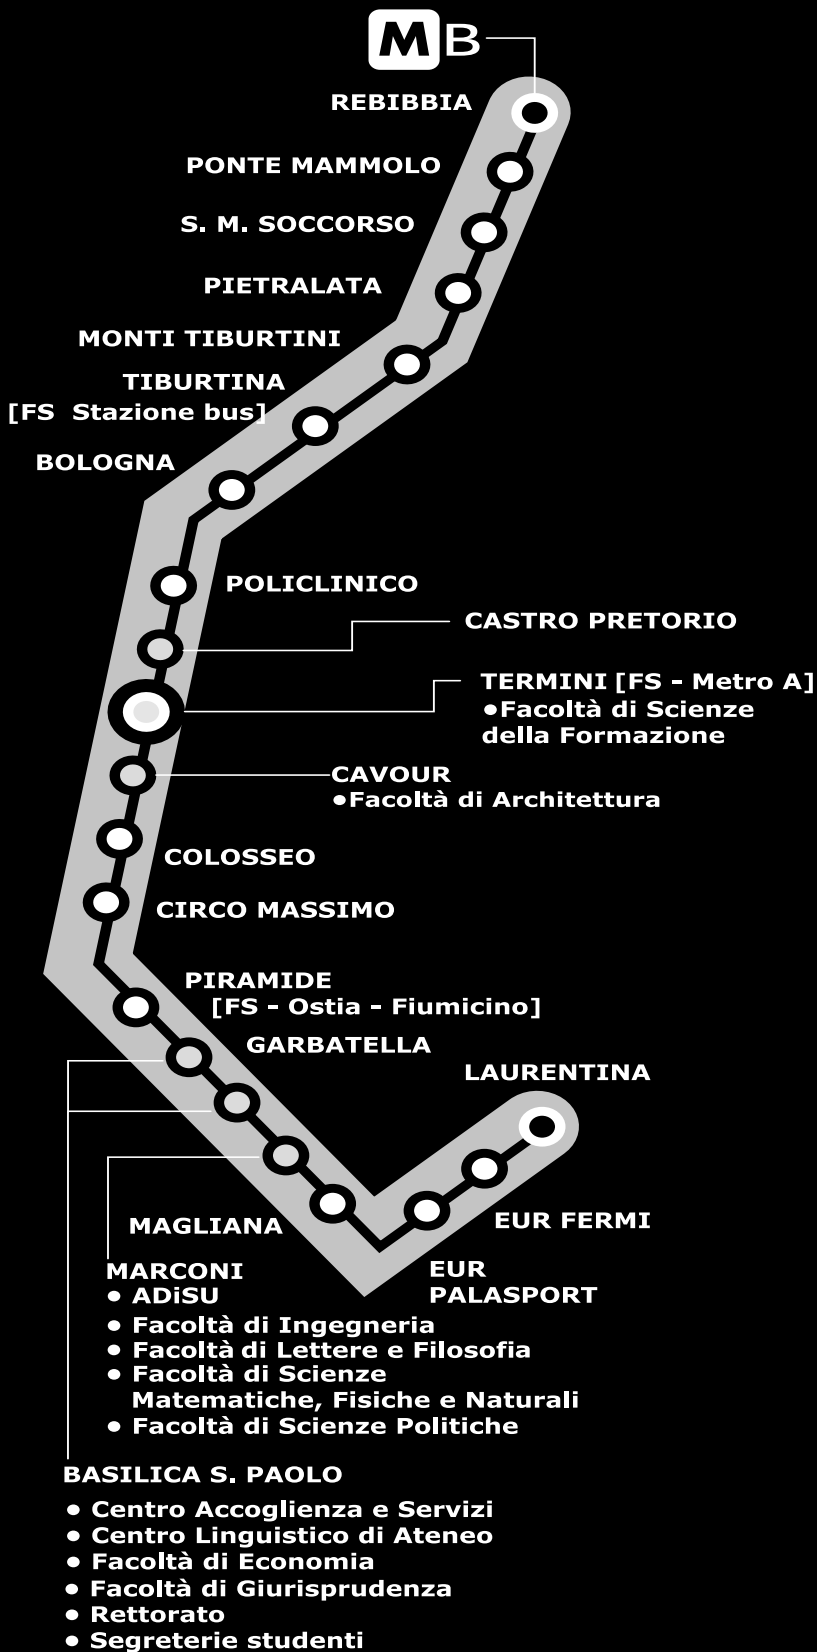 M B
REBIBBIA
PONTE MAMMOLO
S. M. SOCCORSO
PIETRALATA
MONTI TIBURTINI
TIBURTINA
[FS Stazione bus]
BOLOGNA
POLICLINICO
CASTRO PRETORIO
TERMINI [FS - Metro A]
●Facoltà di Scienze
della Formazione
CAVOUR
●Facoltà di Architettura
COLOSSEO
CIRCO MASSIMO
PIRAMIDE
[FS - Ostia - Fiumicino]
GARBATELLA
LAURENTINA
MAGLIANA
EUR FERMI
EUR
PALASPORT
MARCONI
● ADiSU
● Facoltà di Ingegneria
● Facoltà di Lettere e Filosofia
● Facoltà di Scienze
Matematiche, Fisiche e Naturali
● Facoltà di Scienze Politiche
BASILICA S. PAOLO
● Centro Accoglienza e Servizi
● Centro Linguistico di Ateneo
● Facoltà di Economia
● Facoltà di Giurisprudenza
● Rettorato
● Segreterie studenti